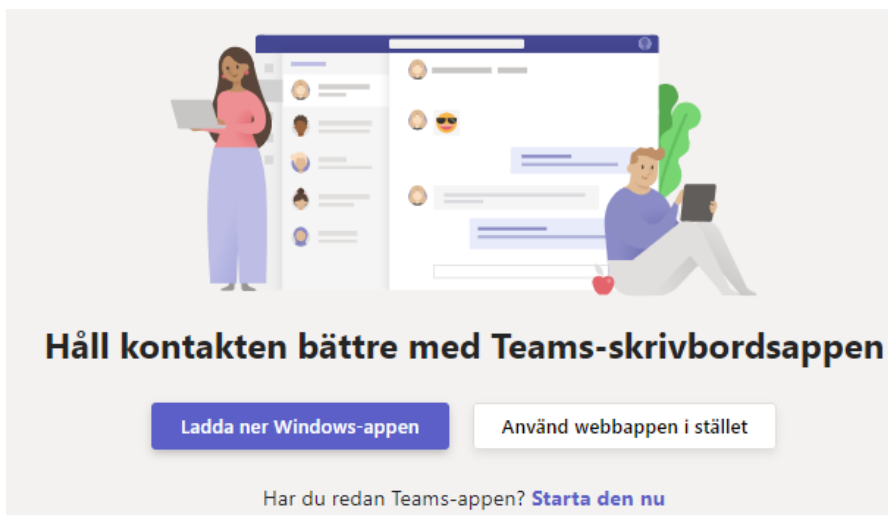 Håll kontakten bättre med Teams-skrivbordsappen
Ladda ner Windows-appen
Använd webbappen i stället
Har du redan Teams-appen? Starta den nu